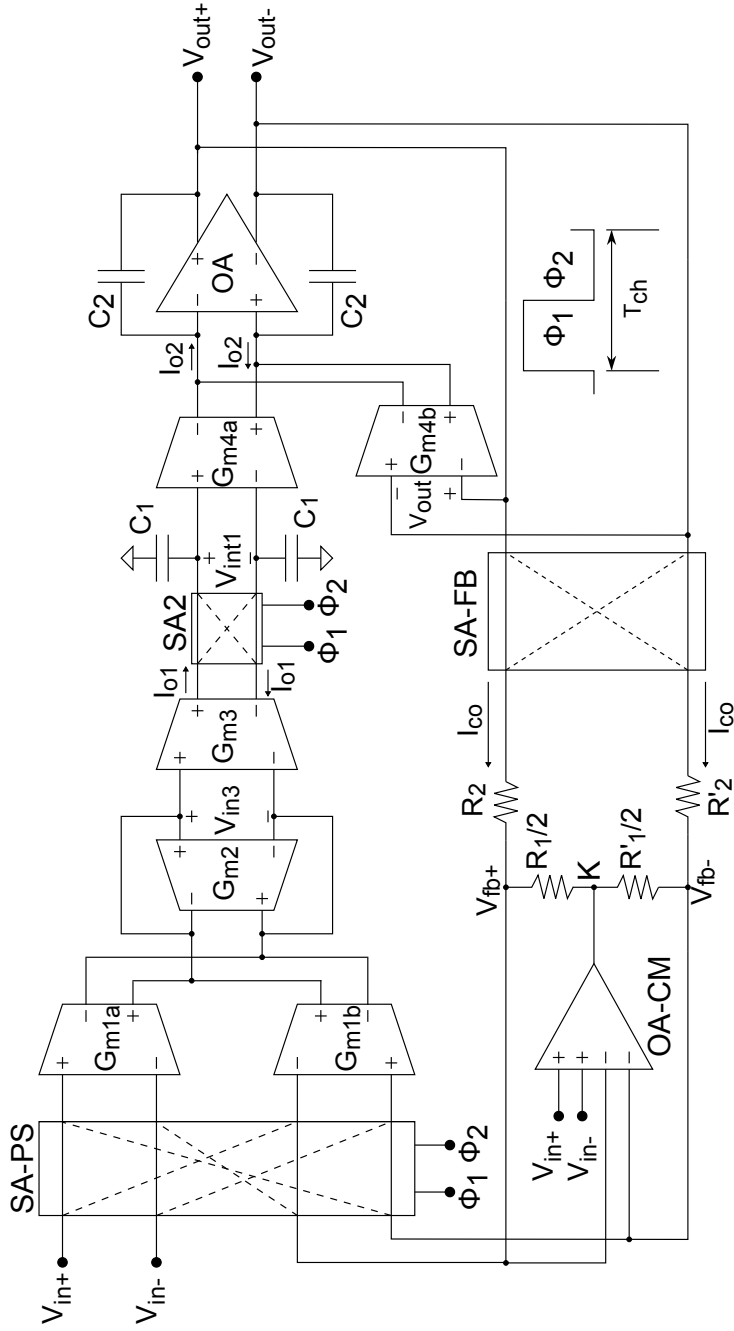 Vin+
Vin-
SA-PS
Φ1
Φ2
+
−
Gm1a
−
+
−
+
Gm1b
+
−
−
+
Gm2
+
−
+
Vin3
−
+
−
Gm3
+
−
Io1
Io1
SA2
Φ1
Φ2
C1
C1
+
Vint1
−
+
−
Gm4a
−
+
Io2
Io2
C2
C2
−
+
OA
+
−
Vout+
Vout-
−
Vout
+
+
−
Gm4b
−
+
Φ1
Φ2
Tch
SA-FB
Ico
Ico
R2
R'2
R1/2
R'1/2
K
Vfb+
Vfb-
OA-CM
+
+
−
−
Vin+
Vin-